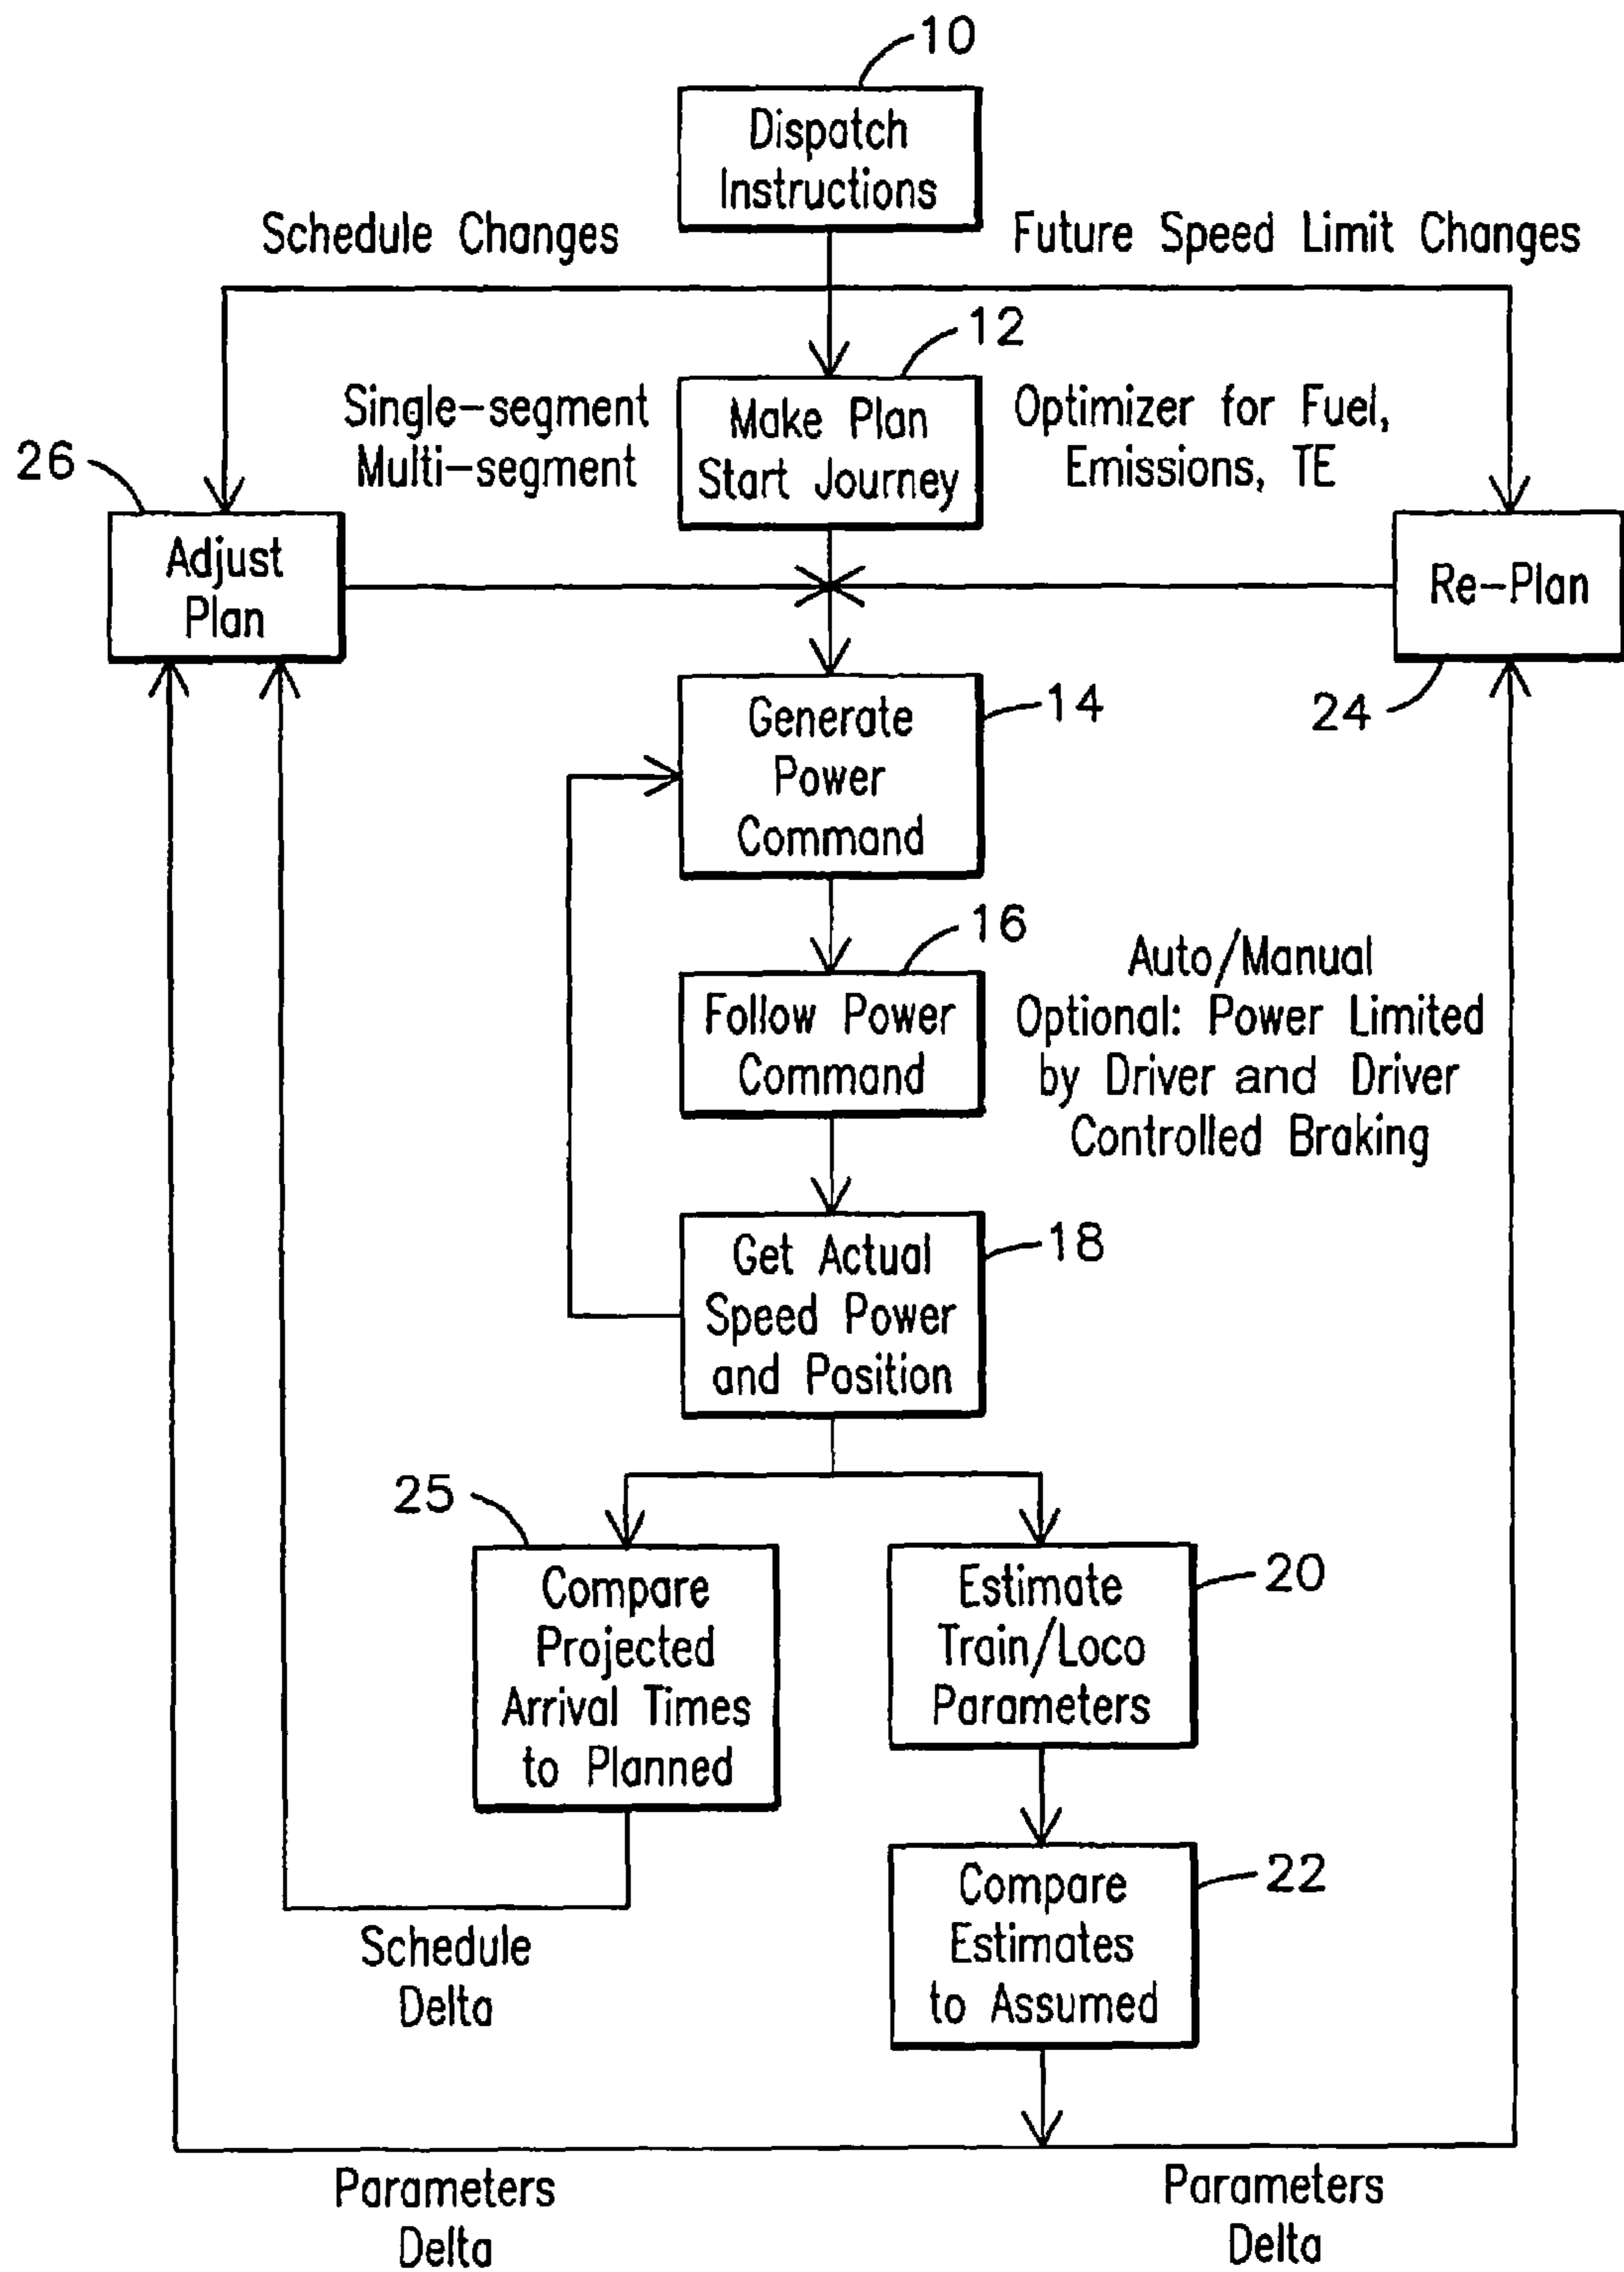 10
Dispatch
Instructions
Schedule Changes
Future Speed Limit Changes
12
Single-segment
Multi-segment
Make Plan
Start Journey
Optimizer for Fuel,
Emissions, TE
26
Adjust
Plan
Re-Plan
24
14
Generate
Power
Command
16
Follow Power
Command
Auto/Manual
Optional: Power Limited
by Driver and Driver
Controlled Braking
18
Get Actual
Speed Power
and Position
25
Compare
Projected
Arrival Times
to Planned
20
Estimate
Train/Loco
Parameters
22
Compare
Estimates
to Assumed
Schedule
Delta
Parameters
Delta
Parameters
Delta